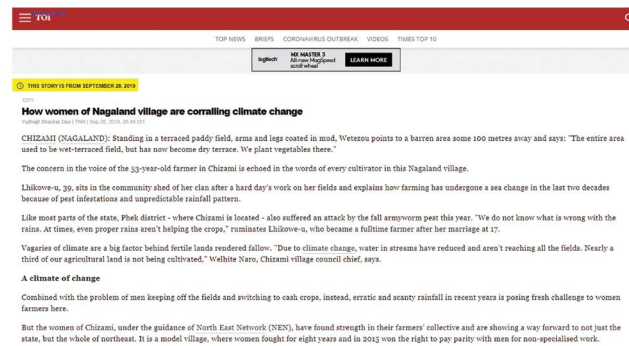 TOI
TOP NEWS BRIEFS CORONAVIRUS OUTBREAK VIDEOS TIMES TOP 10
logitech MX MASTER 3 All-new MagSpeed scroll wheel LEARN MORE
THIS STORY IS FROM SEPTEMBER 28, 2019
CITY
How women of Nagaland village are corralling climate change
| TNN | Sep 28, 2019, IST
CHIZAMI (NAGALAND): Standing in a terraced paddy field, arms and legs coated in mud, Wetezou points to a barren area some 100 metres away and says: "The entire area
used to be wet-terraced field, but has now become dry terrace. We plant vegetables there."
The concern in the voice of the 53-year-old farmer in Chizami is echoed in the words of every cultivator in this Nagaland village.
Lhikowe-u, 39, sits in the community shed of her clan after a hard day's work on her fields and explains how farming has undergone a sea change in the last two decades
because of pest infestations and unpredictable rainfall pattern.
Like most parts of the state, Phek district - where Chizami is located - also suffered an attack by the fall armyworm pest this year. "We do not know what is wrong with the
rains. At times, even proper rains aren't helping the crops," ruminates Lhikowe-u, who became a fulltime farmer after her marriage at 17.
Vagaries of climate are a big factor behind fertile lands rendered fallow. "Due to climate change, water in streams have reduced and aren't reaching all the fields. Nearly a
third of our agricultural land is not being cultivated," Welhite Naro, Chizami village council chief, says.
A climate of change
Combined with the problem of men keeping off the fields and switching to cash crops, instead, erratic and scanty rainfall in recent years is posing fresh challenge to women
farmers here.
But the women of Chizami, under the guidance of North East Network (NEN), have found strength in their farmers' collective and are showing a way forward to not just the
state, but the whole of northeast. It is a model village, where women fought for eight years and in 2015 won the right to pay parity with men for non-specialised work.